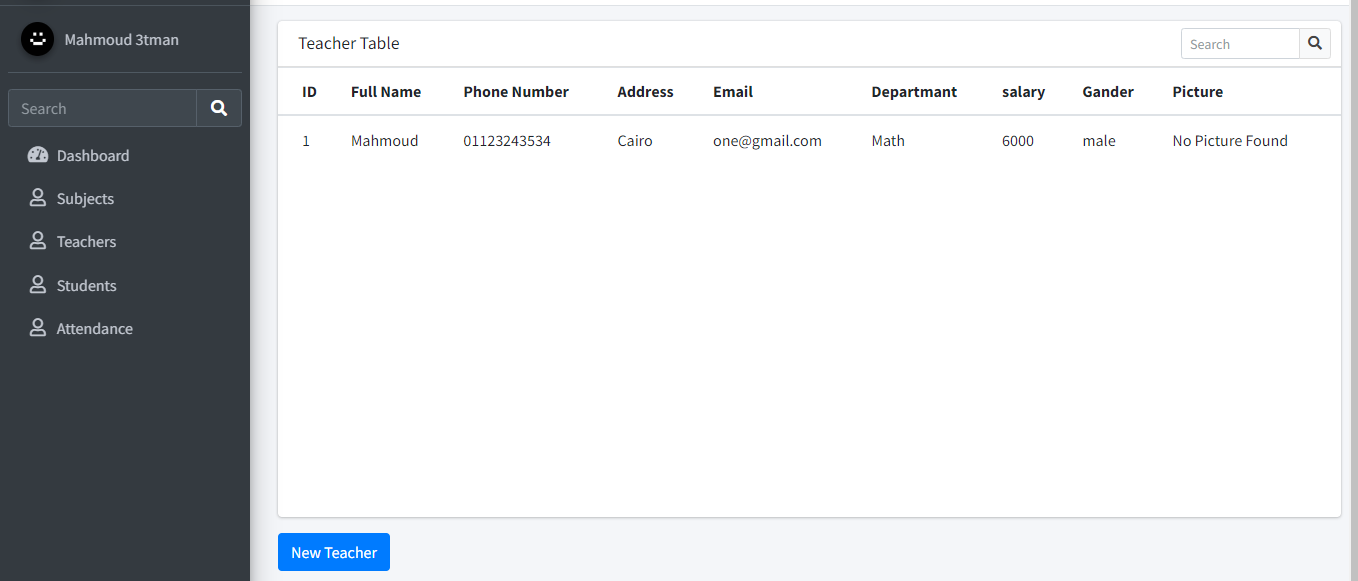 Mahmoud 3tman
Search
Dashboard
Subjects
Teachers
Students
Attendance
Teacher Table
Search
ID Full Name Phone Number Address Email Departmant salary Gander Picture
1 Mahmoud 01123243534 Cairo one@gmail.com Math 6000 male No Picture Found
New Teacher